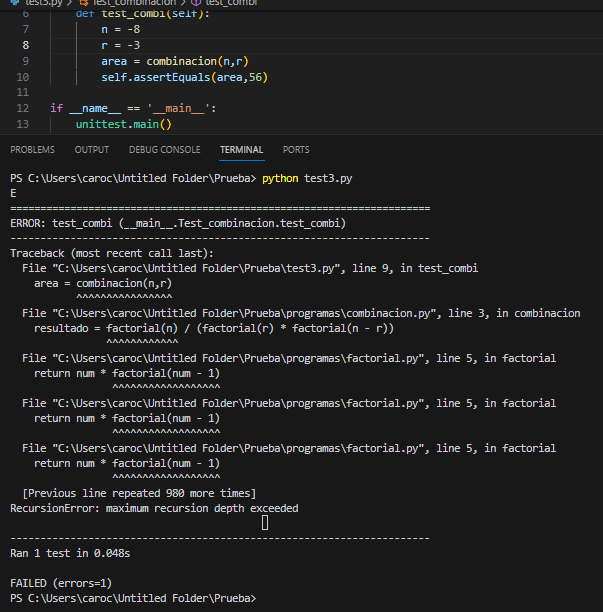 test3.py > Test_combinacion > test_combi
6 def test_combi(self):
7 n = -8
8 r = -3
9 area = combinacion(n,r)
10 self.assertEquals(area,56)
11
12 if __name__ == '__main__':
13 unittest.main()
PROBLEMS OUTPUT DEBUG CONSOLE TERMINAL PORTS
PS C:\Users\caroc\Untitled Folder\Prueba> python test3.py
E
======================================================================
ERROR: test_combi (__main__.Test_combinacion.test_combi)
----------------------------------------------------------------------
Traceback (most recent call last):
File "C:\Users\caroc\Untitled Folder\Prueba\test3.py", line 9, in test_combi
area = combinacion(n,r)
^^^^^^^^^^^^^^^^
File "C:\Users\caroc\Untitled Folder\Prueba\programas\combinacion.py", line 3, in combinacion
resultado = factorial(n) / (factorial(r) * factorial(n - r))
^^^^^^^^^^^^
File "C:\Users\caroc\Untitled Folder\Prueba\programas\factorial.py", line 5, in factorial
return num * factorial(num - 1)
^^^^^^^^^^^^^^^^^^
File "C:\Users\caroc\Untitled Folder\Prueba\programas\factorial.py", line 5, in factorial
return num * factorial(num - 1)
^^^^^^^^^^^^^^^^^^
File "C:\Users\caroc\Untitled Folder\Prueba\programas\factorial.py", line 5, in factorial
return num * factorial(num - 1)
^^^^^^^^^^^^^^^^^^
[Previous line repeated 980 more times]
RecursionError: maximum recursion depth exceeded
----------------------------------------------------------------------
Ran 1 test in 0.048s
FAILED (errors=1)
PS C:\Users\caroc\Untitled Folder\Prueba>